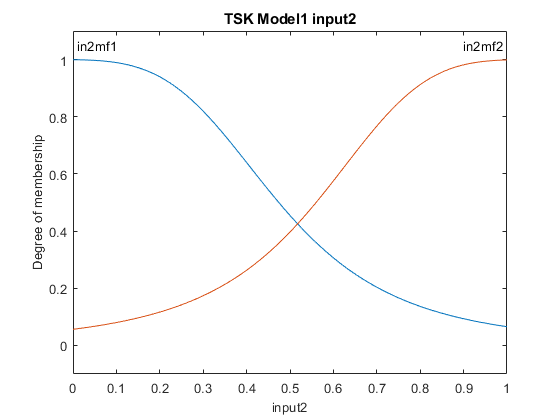 TSK Model1 input2
in2mf1
in2mf2
1
0.8
0.6
0.4
0.2
0
Degree of membership
0 0.1 0.2 0.3 0.4 0.5 0.6 0.7 0.8 0.9 1
input2